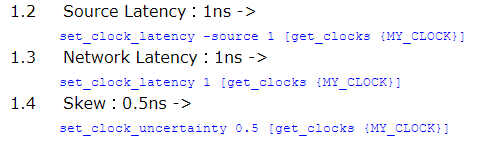 1.2 Source Latency : 1ns ->
set_clock_latency -source 1 [get_clocks {MY_CLOCK}]
1.3 Network Latency : 1ns ->
set_clock_latency 1 [get_clocks {MY_CLOCK}]
1.4 Skew : 0.5ns ->
set_clock_uncertainty 0.5 [get_clocks {MY_CLOCK}]